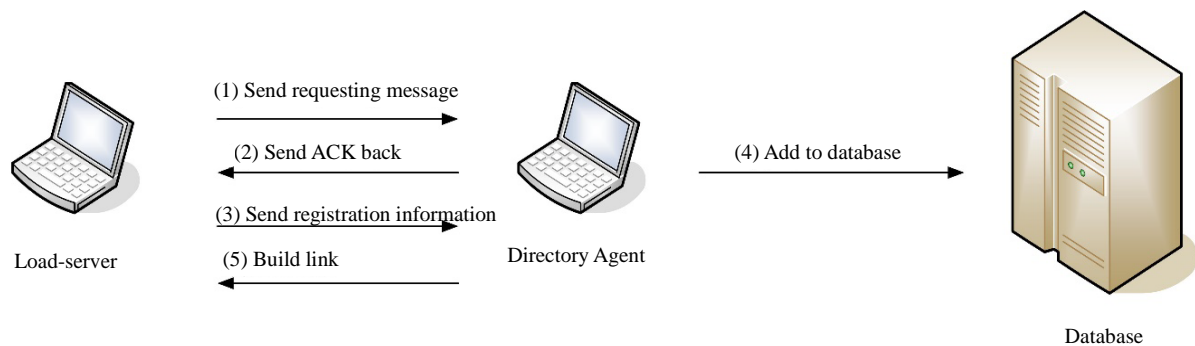 (1) Send requesting message
(2) Send ACK back
(4) Add to database
(3) Send registration information
Load-server
(5) Build link
Directory Agent
Database